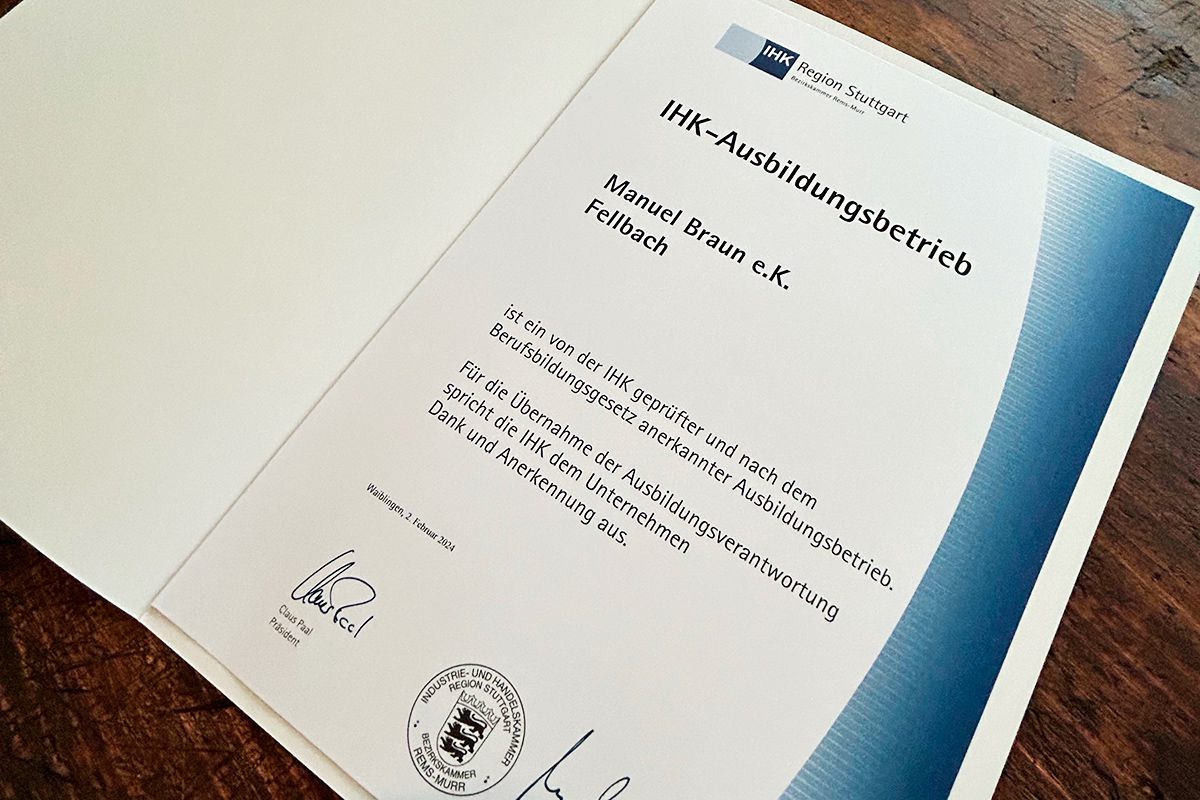 IHK Region Stuttgart
Bezirkskammer Rems-Murr
IHK-Ausbildungsbetrieb
Manuel Braun e.K.
Fellbach
ist ein von der IHK geprüfter und nach dem
Berufsbildungsgesetz anerkannter Ausbildungsbetrieb.
Für die Übernahme der Ausbildungsverantwortung
spricht die IHK dem Unternehmen
Dank und Anerkennung aus.
Waiblingen, 2. Februar 2024
Claus Paal
Claus Paal
Präsident
INDUSTRIE- UND HANDELSKAMMER
REGION STUTTGART
BEZIRKSKAMMER
REMS-MURR